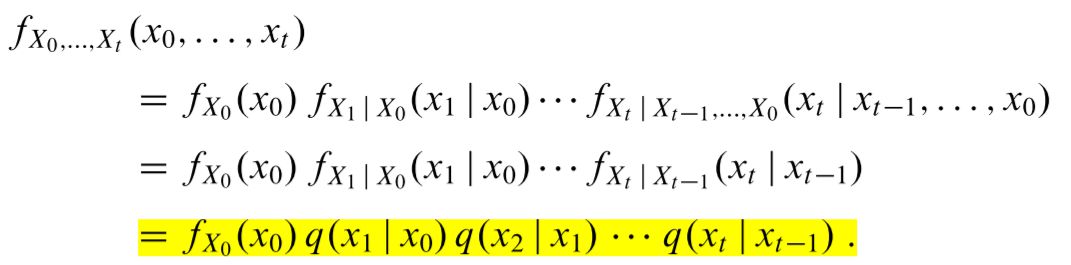 f_{X_0,...,X_t}(x_0, . . . , x_t)
= f_{X_0}(x_0) f_{X_1 | X_0}(x_1 | x_0) ⋯ f_{X_t | X_{t−1},...,X_0}(x_t | x_{t−1}, . . . , x_0)
= f_{X_0}(x_0) f_{X_1 | X_0}(x_1 | x_0) ⋯ f_{X_t | X_{t−1}}(x_t | x_{t−1})
= f_{X_0}(x_0) q(x_1 | x_0) q(x_2 | x_1) ⋯ q(x_t | x_{t−1}) .